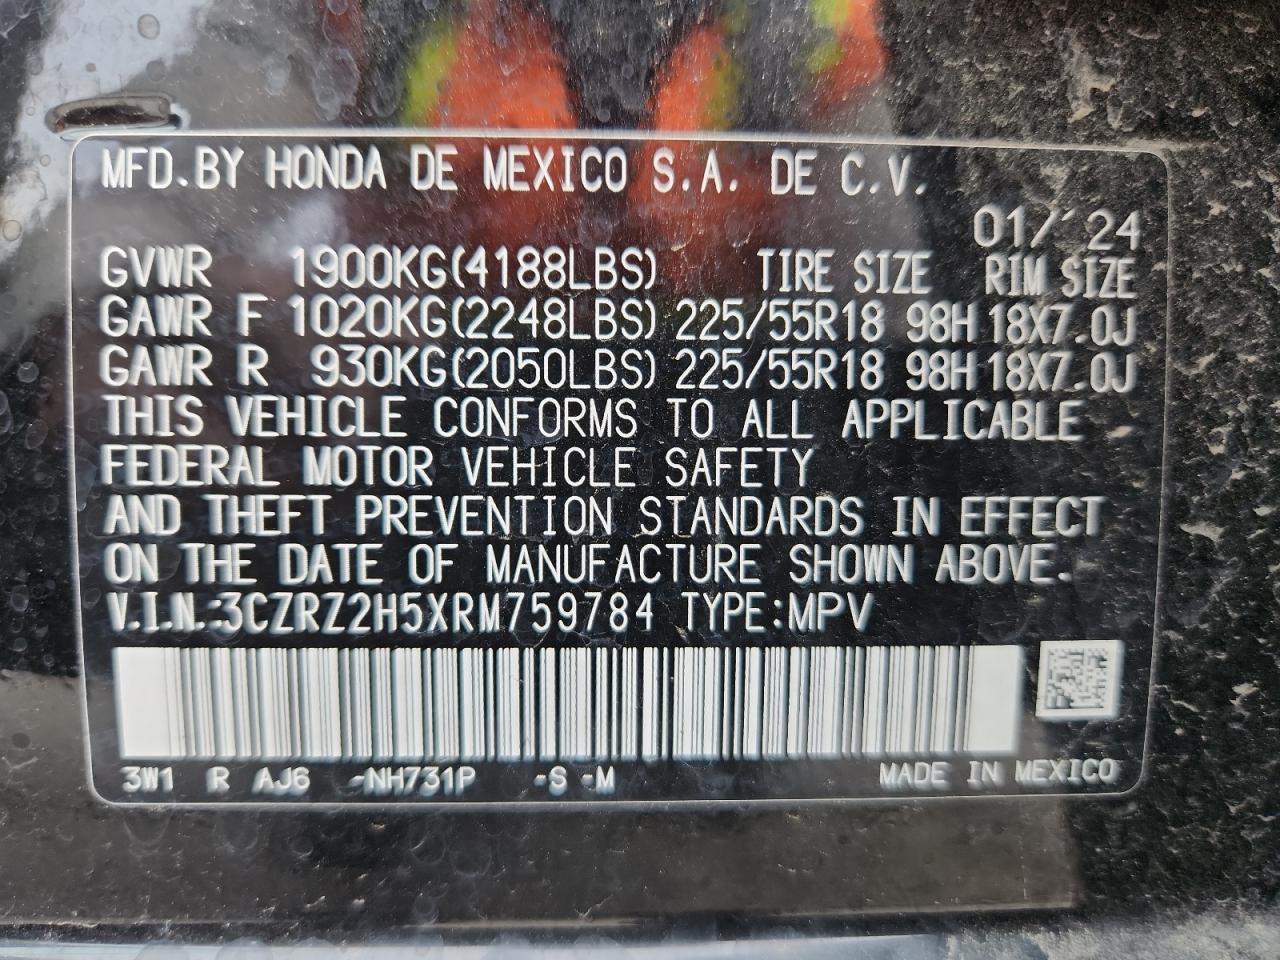 MFD.BY HONDA DE MEXICO S.A. DE C.V.
01/'24
GVWR 1900KG(4188LBS) TIRE SIZE RIM SIZE
GAWR F 1020KG(2248LBS) 225/55R18 98H 18X7.0J
GAWR R 930KG(2050LBS) 225/55R18 98H 18X7.0J
THIS VEHICLE CONFORMS TO ALL APPLICABLE
FEDERAL MOTOR VEHICLE SAFETY
AND THEFT PREVENTION STANDARDS IN EFFECT
ON THE DATE OF MANUFACTURE SHOWN ABOVE.
V.I.N.:3CZRZ2H5XRM759784 TYPE:MPV
3W1 R AJ6 -NH731P -S -M MADE IN MEXICO